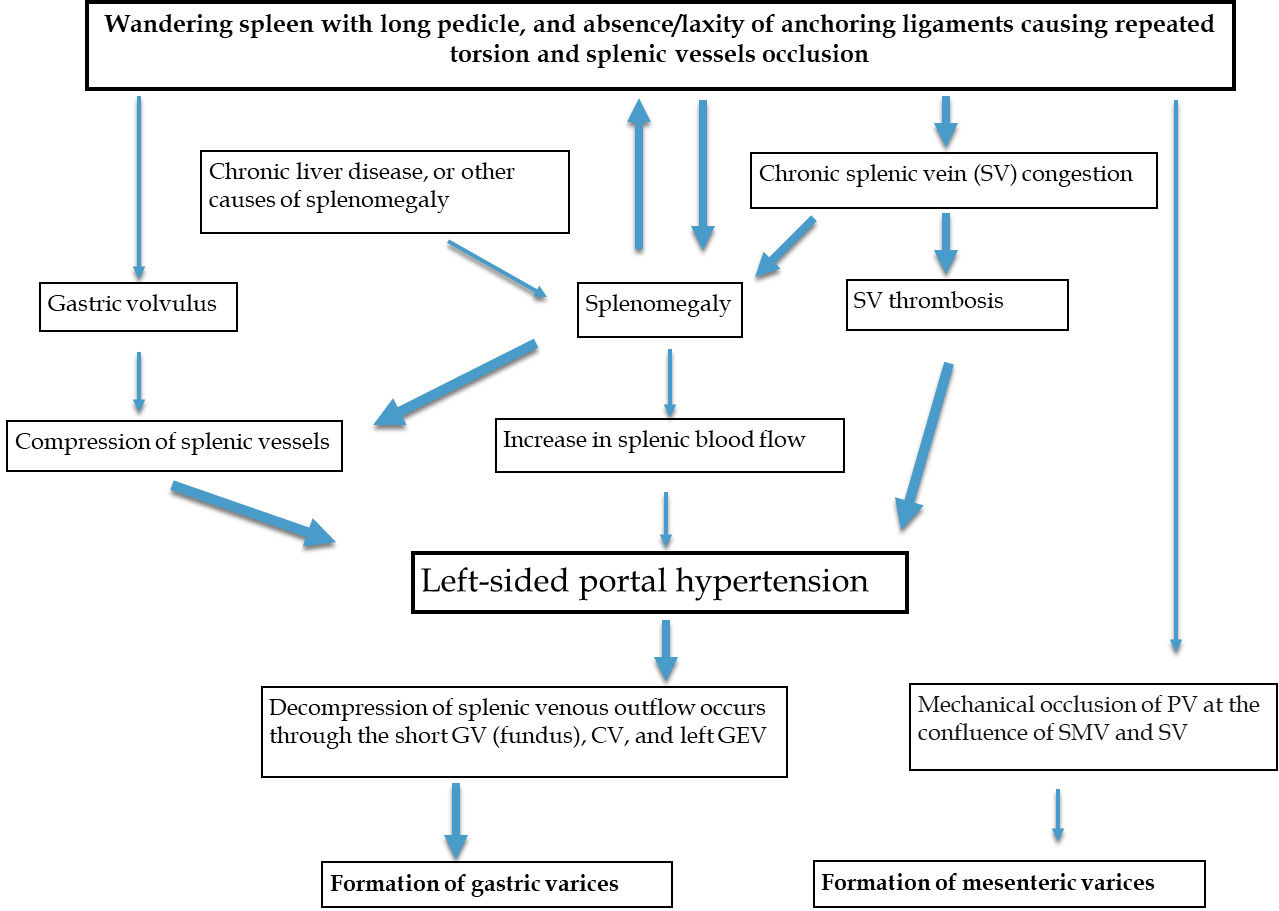 Wandering spleen with long pedicle, and absence/laxity of anchoring ligaments causing repeated
torsion and splenic vessels occlusion
Chronic liver disease, or other
causes of splenomegaly
Chronic splenic vein (SV) congestion
Gastric volvulus
Splenomegaly
SV thrombosis
Compression of splenic vessels
Increase in splenic blood flow
Left-sided portal hypertension
Decompression of splenic venous outflow occurs
through the short GV (fundus), CV, and left GEV
Mechanical occlusion of PV at the
confluence of SMV and SV
Formation of gastric varices
Formation of mesenteric varices